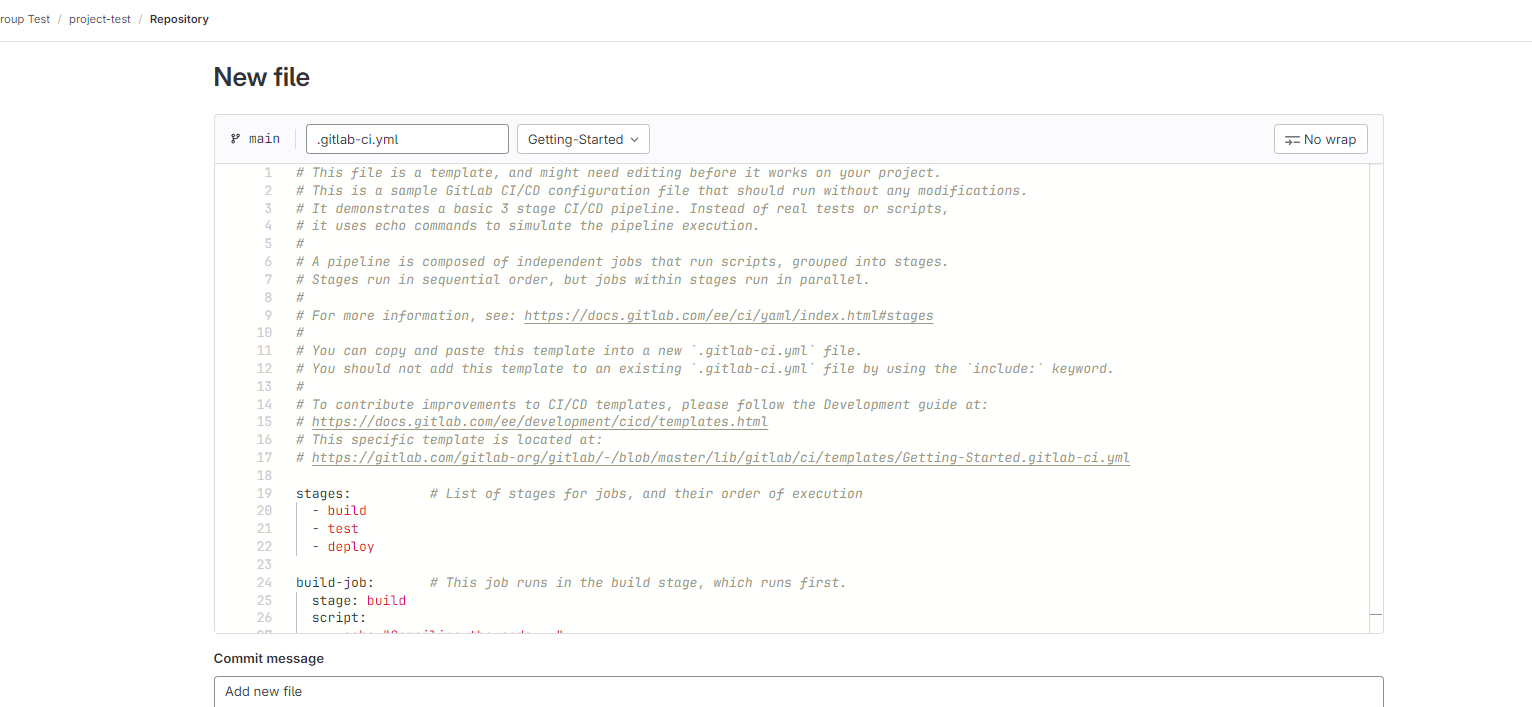 roup Test / project-test / Repository
New file
main .gitlab-ci.yml Getting-Started No wrap
1 # This file is a template, and might need editing before it works on your project.
2 # This is a sample GitLab CI/CD configuration file that should run without any modifications.
3 # It demonstrates a basic 3 stage CI/CD pipeline. Instead of real tests or scripts,
4 # it uses echo commands to simulate the pipeline execution.
5 #
6 # A pipeline is composed of independent jobs that run scripts, grouped into stages.
7 # Stages run in sequential order, but jobs within stages run in parallel.
8 #
9 # For more information, see: https://docs.gitlab.com/ee/ci/yaml/index.html#stages
10 #
11 # You can copy and paste this template into a new `.gitlab-ci.yml` file.
12 # You should not add this template to an existing `.gitlab-ci.yml` file by using the `include:` keyword.
13 #
14 # To contribute improvements to CI/CD templates, please follow the Development guide at:
15 # https://docs.gitlab.com/ee/development/cicd/templates.html
16 # This specific template is located at:
17 # https://gitlab.com/gitlab-org/gitlab/-/blob/master/lib/gitlab/ci/templates/Getting-Started.gitlab-ci.yml
18
19 stages: # List of stages for jobs, and their order of execution
20 - build
21 - test
22 - deploy
23
24 build-job: # This job runs in the build stage, which runs first.
25 stage: build
26 script:
Commit message
Add new file